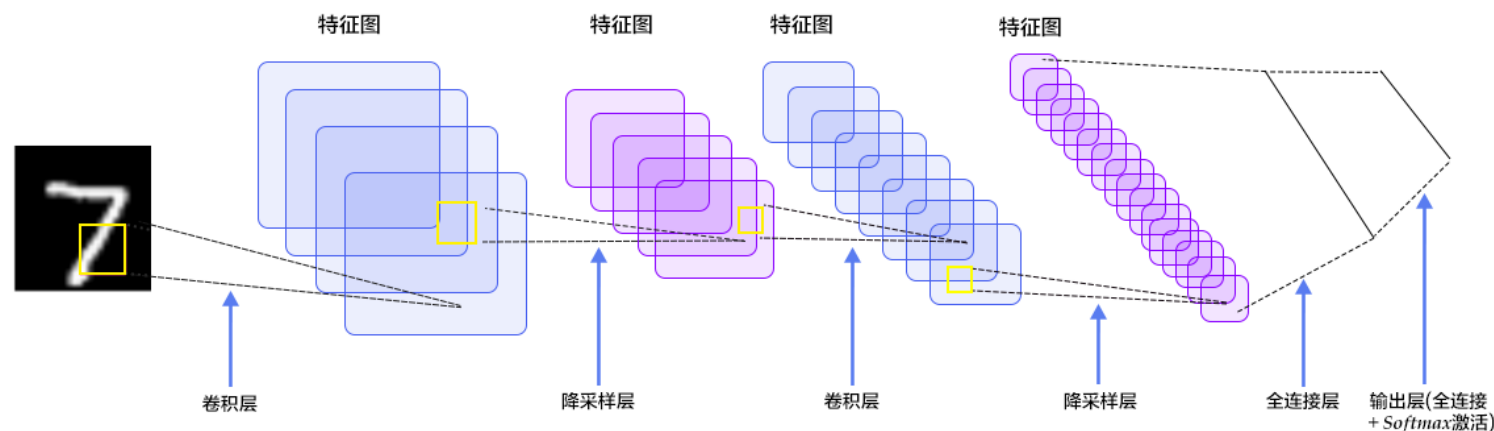 特征图
特征图
特征图
特征图
7
卷积层
降采样层
卷积层
降采样层
全连接层
输出层(全连接
+ Softmax激活)